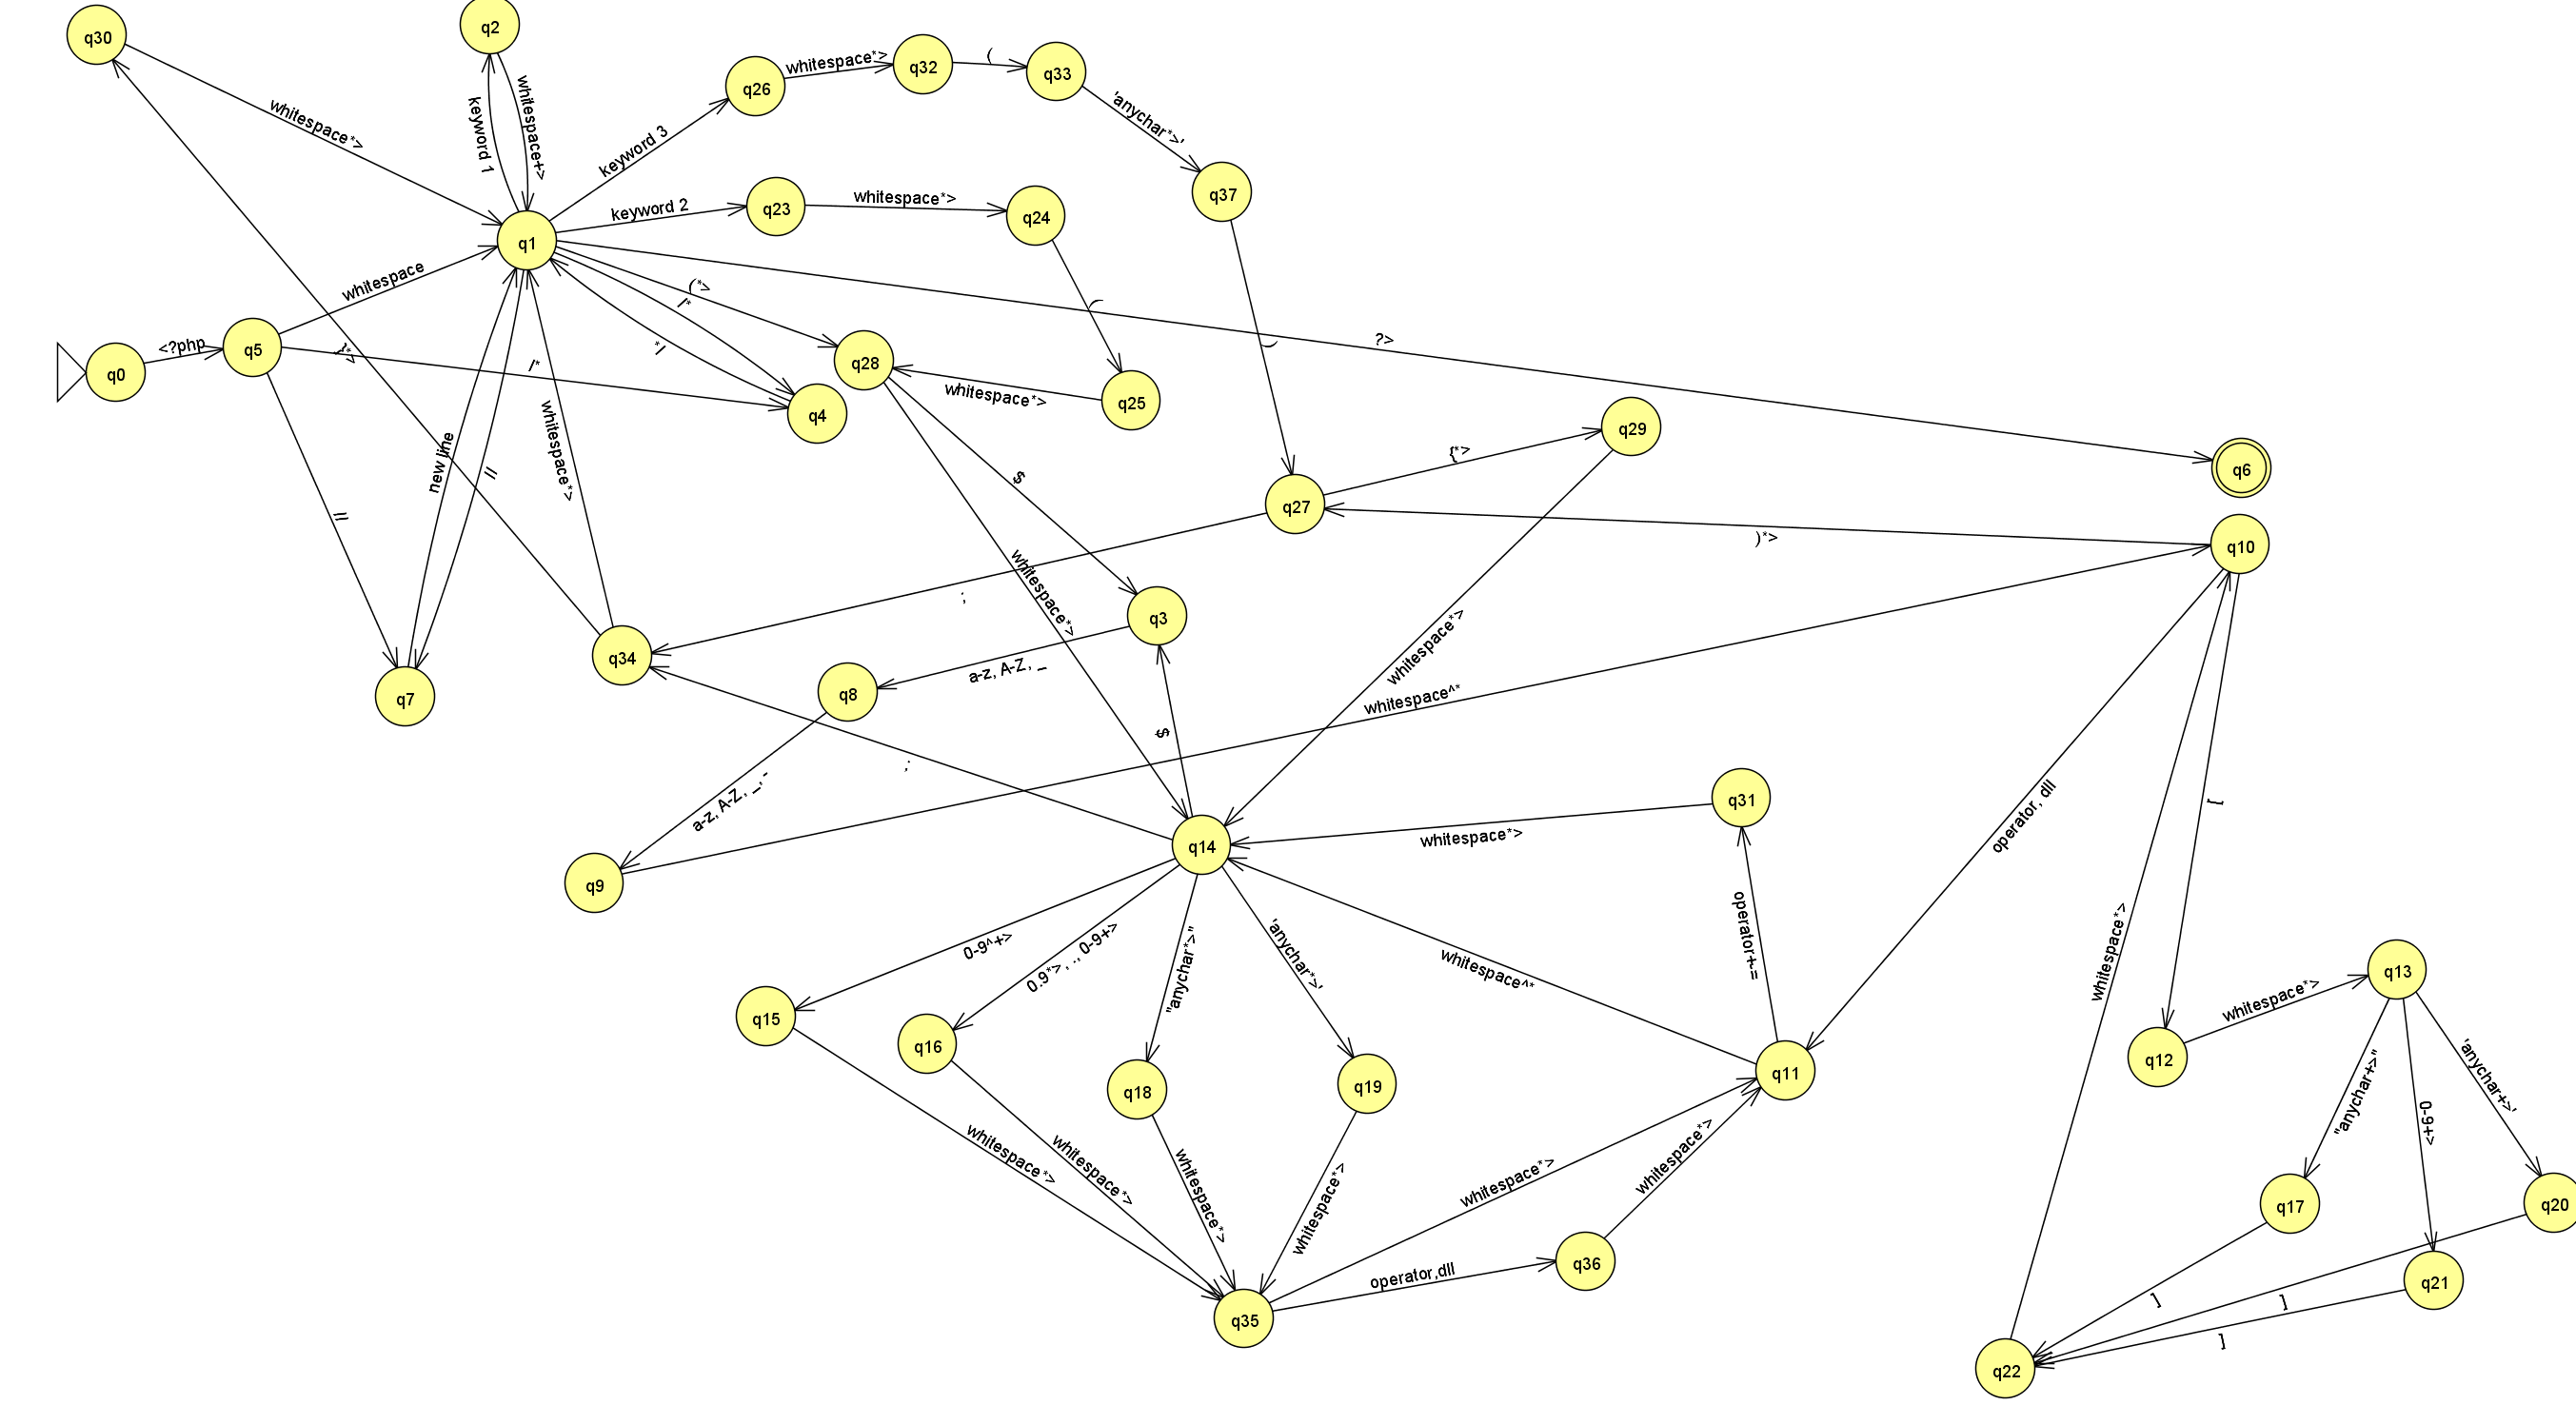 q30
q2
q26
whitespace*>
q32
(
q33
whitespace*>
keyword 1
whitespace+>
keyword 3
'anychar*>'
q37
q1
keyword 2
q23
whitespace*>
q24
whitespace
(*>
/*
(
?>
q0
<?php
q5
}*>
/*
*/
q28
q4
whitespace*>
q25
)
q29
q6
new line
//
//
whitespace*>
$
{*>
q27
)*>
q10
whitespace*>
;
q3
whitespace*>
q34
a-z, A-Z, _
q8
q7
whitespace^*
$
;
a-z, A-Z, _,-
q31
operator, dll
]
whitespace*>
q14
q9
0-9^+>
0.9*>, ., 0-9+>
"anychar*>"
'anychar*>'
operator+=
whitespace^*
whitespace*>
q13
whitespace*>
q15
q16
q18
q19
q11
q12
"anychar+>"
0-9+>
'anychar+>'
whitespace*>
whitespace*>
whitespace*>
whitespace*>
whitespace*>
whitespace*>
q17
q20
q35
operator,dll
q36
q21
]
]
]
q22